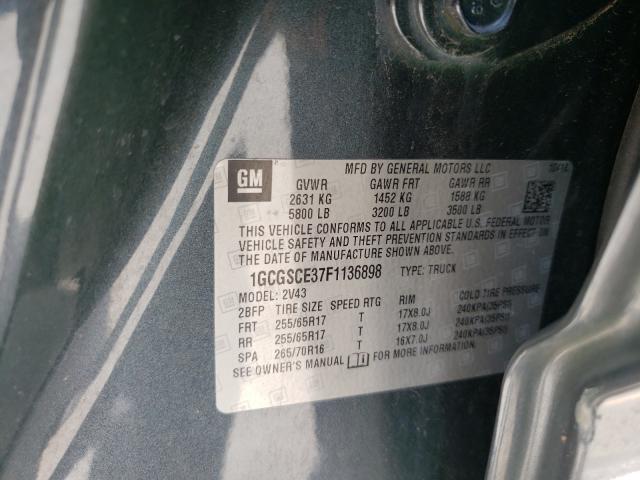 GM
MFD BY GENERAL MOTORS LLC 10/14
GVWR GAWR FRT GAWR RR
2631 KG 1452 KG 1588 KG
5800 LB 3200 LB 3500 LB
THIS VEHICLE CONFORMS TO ALL APPLICABLE U.S. FEDERAL MOTOR
VEHICLE SAFETY AND THEFT PREVENTION STANDARDS IN EFFECT ON
THE DATE OF MANUFACTURE SHOWN ABOVE.
1GCGSCE37F1136898 TYPE: TRUCK
MODEL: 2V43
2BFP TIRE SIZE SPEED RTG RIM COLD TIRE PRESSURE
FRT 255/65R17 T 17X8.0J 240KPA(35PSI)
RR 255/65R17 T 17X8.0J 240KPA(35PSI)
SPA 265/70R16 T 16X7.0J 240KPA(35PSI)
SEE OWNER'S MANUAL FOR MORE INFORMATION.